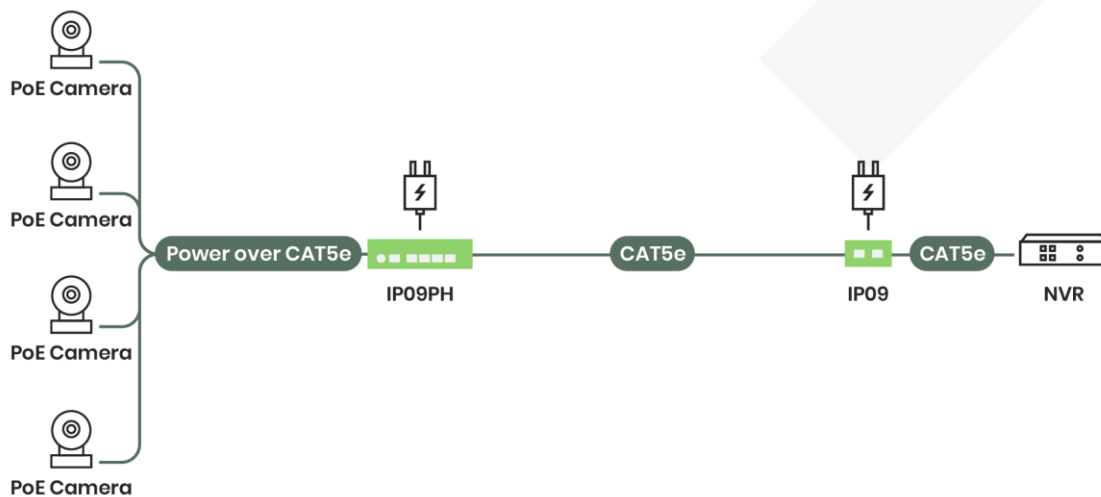 PoE Camera
PoE Camera
Power over CAT5e
CAT5e
CAT5e
IP09PH
IP09
NVR
PoE Camera
PoE Camera